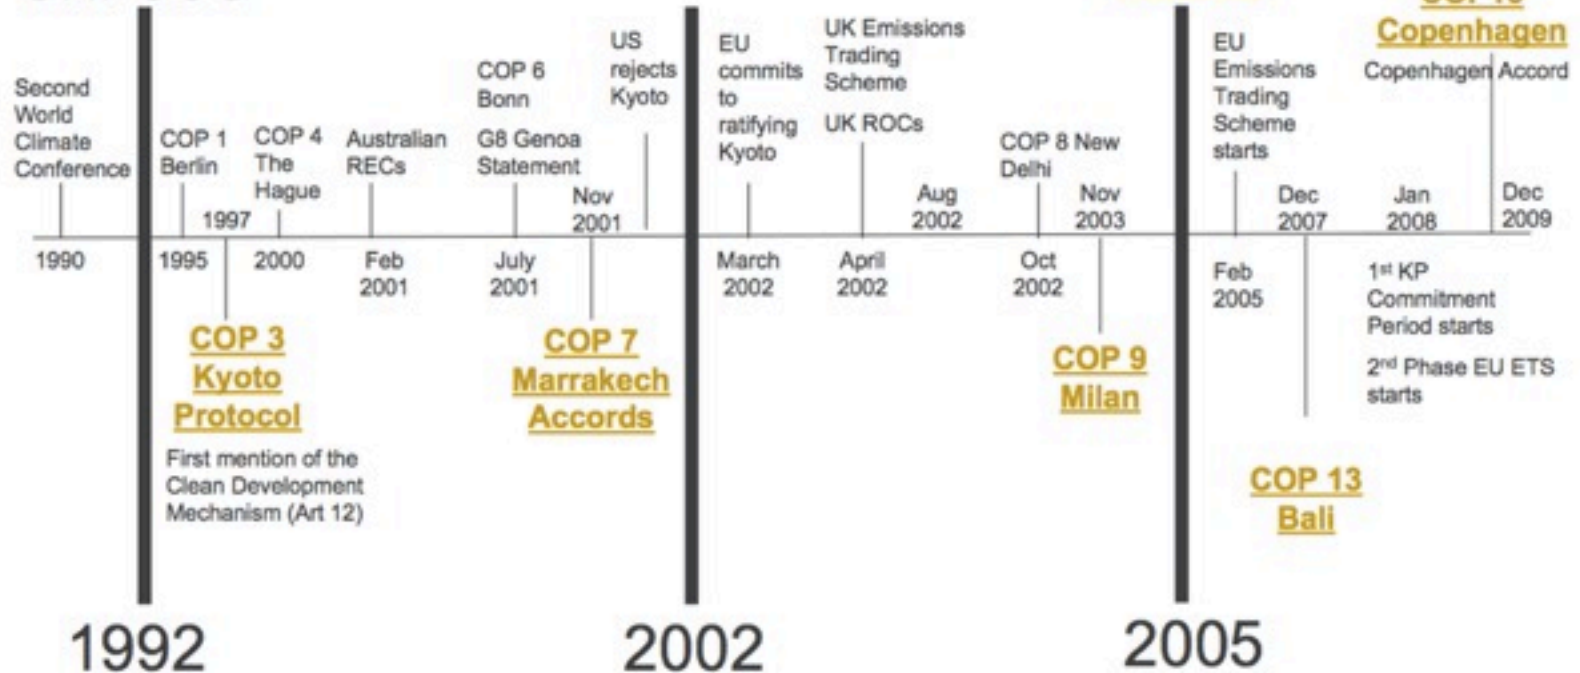 Copenhagen
Second
World
Climate
Conference
COP 1
Berlin
COP 4
The
Hague
Australian
RECs
COP 6
Bonn
G8 Genoa
Statement
US
rejects
Kyoto
EU
commits
to
ratifying
Kyoto
UK Emissions
Trading
Scheme
UK ROCs
COP 8 New
Delhi
EU
Emissions
Trading
Scheme
starts
Copenhagen Accord
1997
Nov
2001
Aug
2002
Nov
2003
Dec
2007
Jan
2008
Dec
2009
1990
1995
2000
Feb
2001
July
2001
March
2002
April
2002
Oct
2002
Feb
2005
1st KP
Commitment
Period starts
2nd Phase EU ETS
starts
COP 3
Kyoto
Protocol
First mention of the
Clean Development
Mechanism (Art 12)
COP 7
Marrakech
Accords
COP 9
Milan
COP 13
Bali
1992
2002
2005